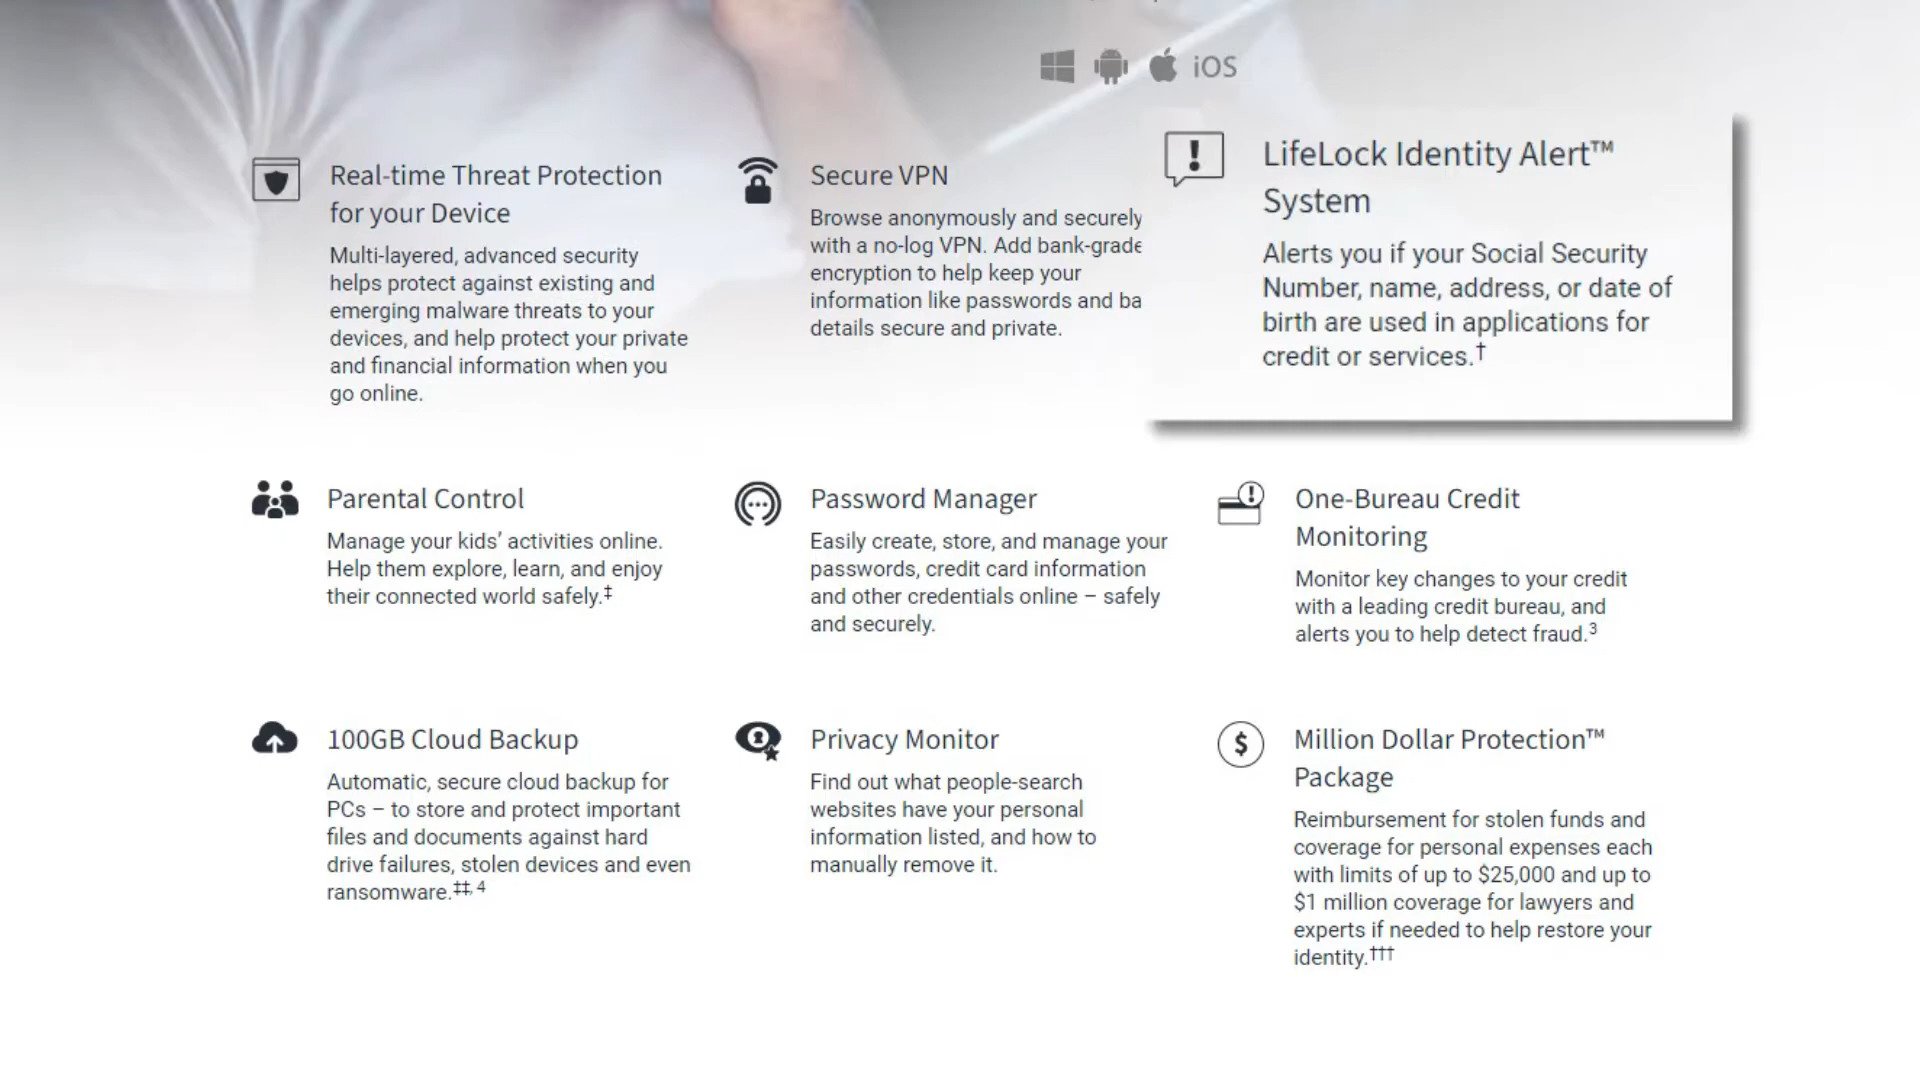 iOS
Real-time Threat Protection
for your Device
Multi-layered, advanced security
helps protect against existing and
emerging malware threats to your
devices, and help protect your private
and financial information when you
go online.
Secure VPN
Browse anonymously and securely
with a no-log VPN. Add bank-grade
encryption to help keep your
information like passwords and ba
details secure and private.
LifeLock Identity Alert™
System
Alerts you if your Social Security
Number, name, address, or date of
birth are used in applications for
credit or services.†
Parental Control
Manage your kids’ activities online.
Help them explore, learn, and enjoy
their connected world safely.‡
Password Manager
Easily create, store, and manage your
passwords, credit card information
and other credentials online – safely
and securely.
One-Bureau Credit
Monitoring
Monitor key changes to your credit
with a leading credit bureau, and
alerts you to help detect fraud.3
100GB Cloud Backup
Automatic, secure cloud backup for
PCs – to store and protect important
files and documents against hard
drive failures, stolen devices and even
ransomware.‡‡, 4
Privacy Monitor
Find out what people-search
websites have your personal
information listed, and how to
manually remove it.
Million Dollar Protection™
Package
Reimbursement for stolen funds and
coverage for personal expenses each
with limits of up to $25,000 and up to
$1 million coverage for lawyers and
experts if needed to help restore your
identity.†††